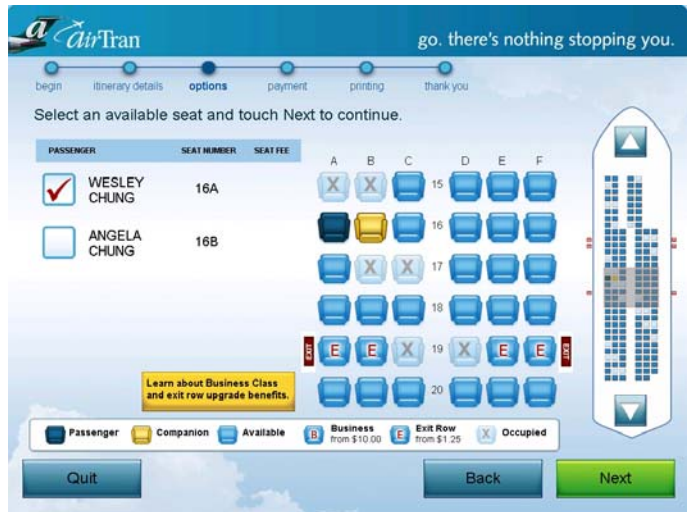 a airTran
go. there's nothing stopping you.
begin itinerary details options payment printing thank you
Select an available seat and touch Next to continue.
PASSENGER SEAT NUMBER SEAT FEE
WESLEY CHUNG 16A
ANGELA CHUNG 16B
A B C D E F
X X 15
16
X X 17
18
EXIT E E X 19 X E E EXIT
20
Learn about Business Class
and exit row upgrade benefits.
Passenger Companion Available B Business from $10.00 E Exit Row from $1.25 X Occupied
Quit Back Next